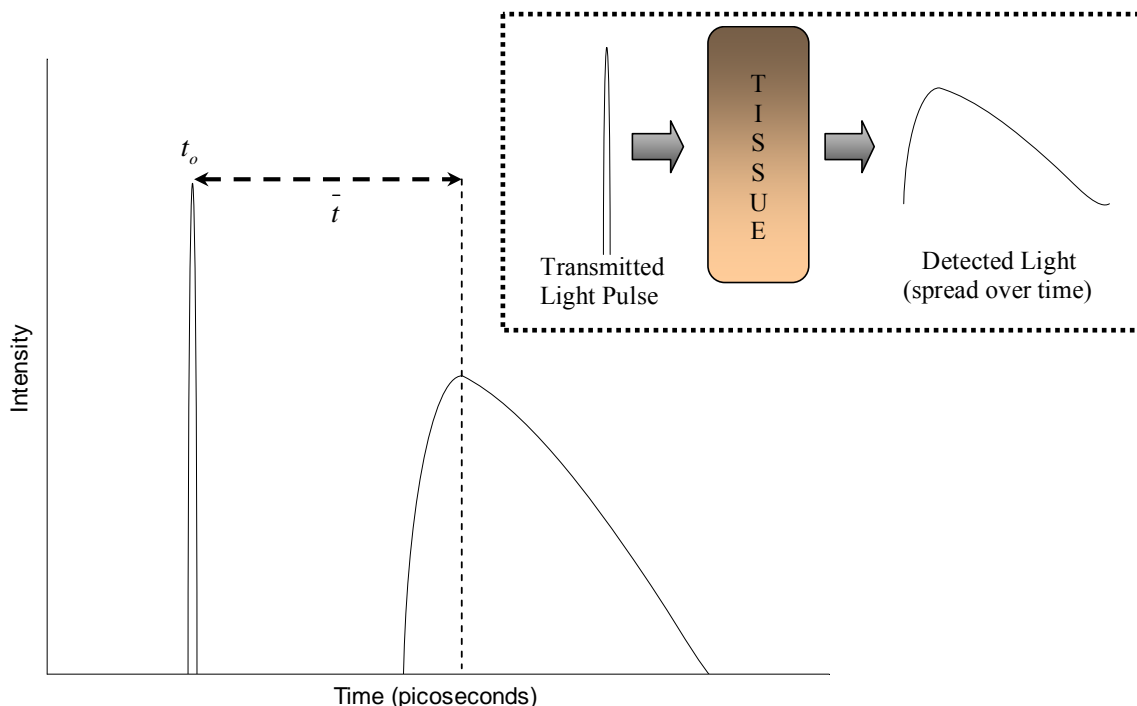 T
I
S
S
U
E
Transmitted
Light Pulse
Detected Light
(spread over time)
t_o
t̄
Intensity
Time (picoseconds)